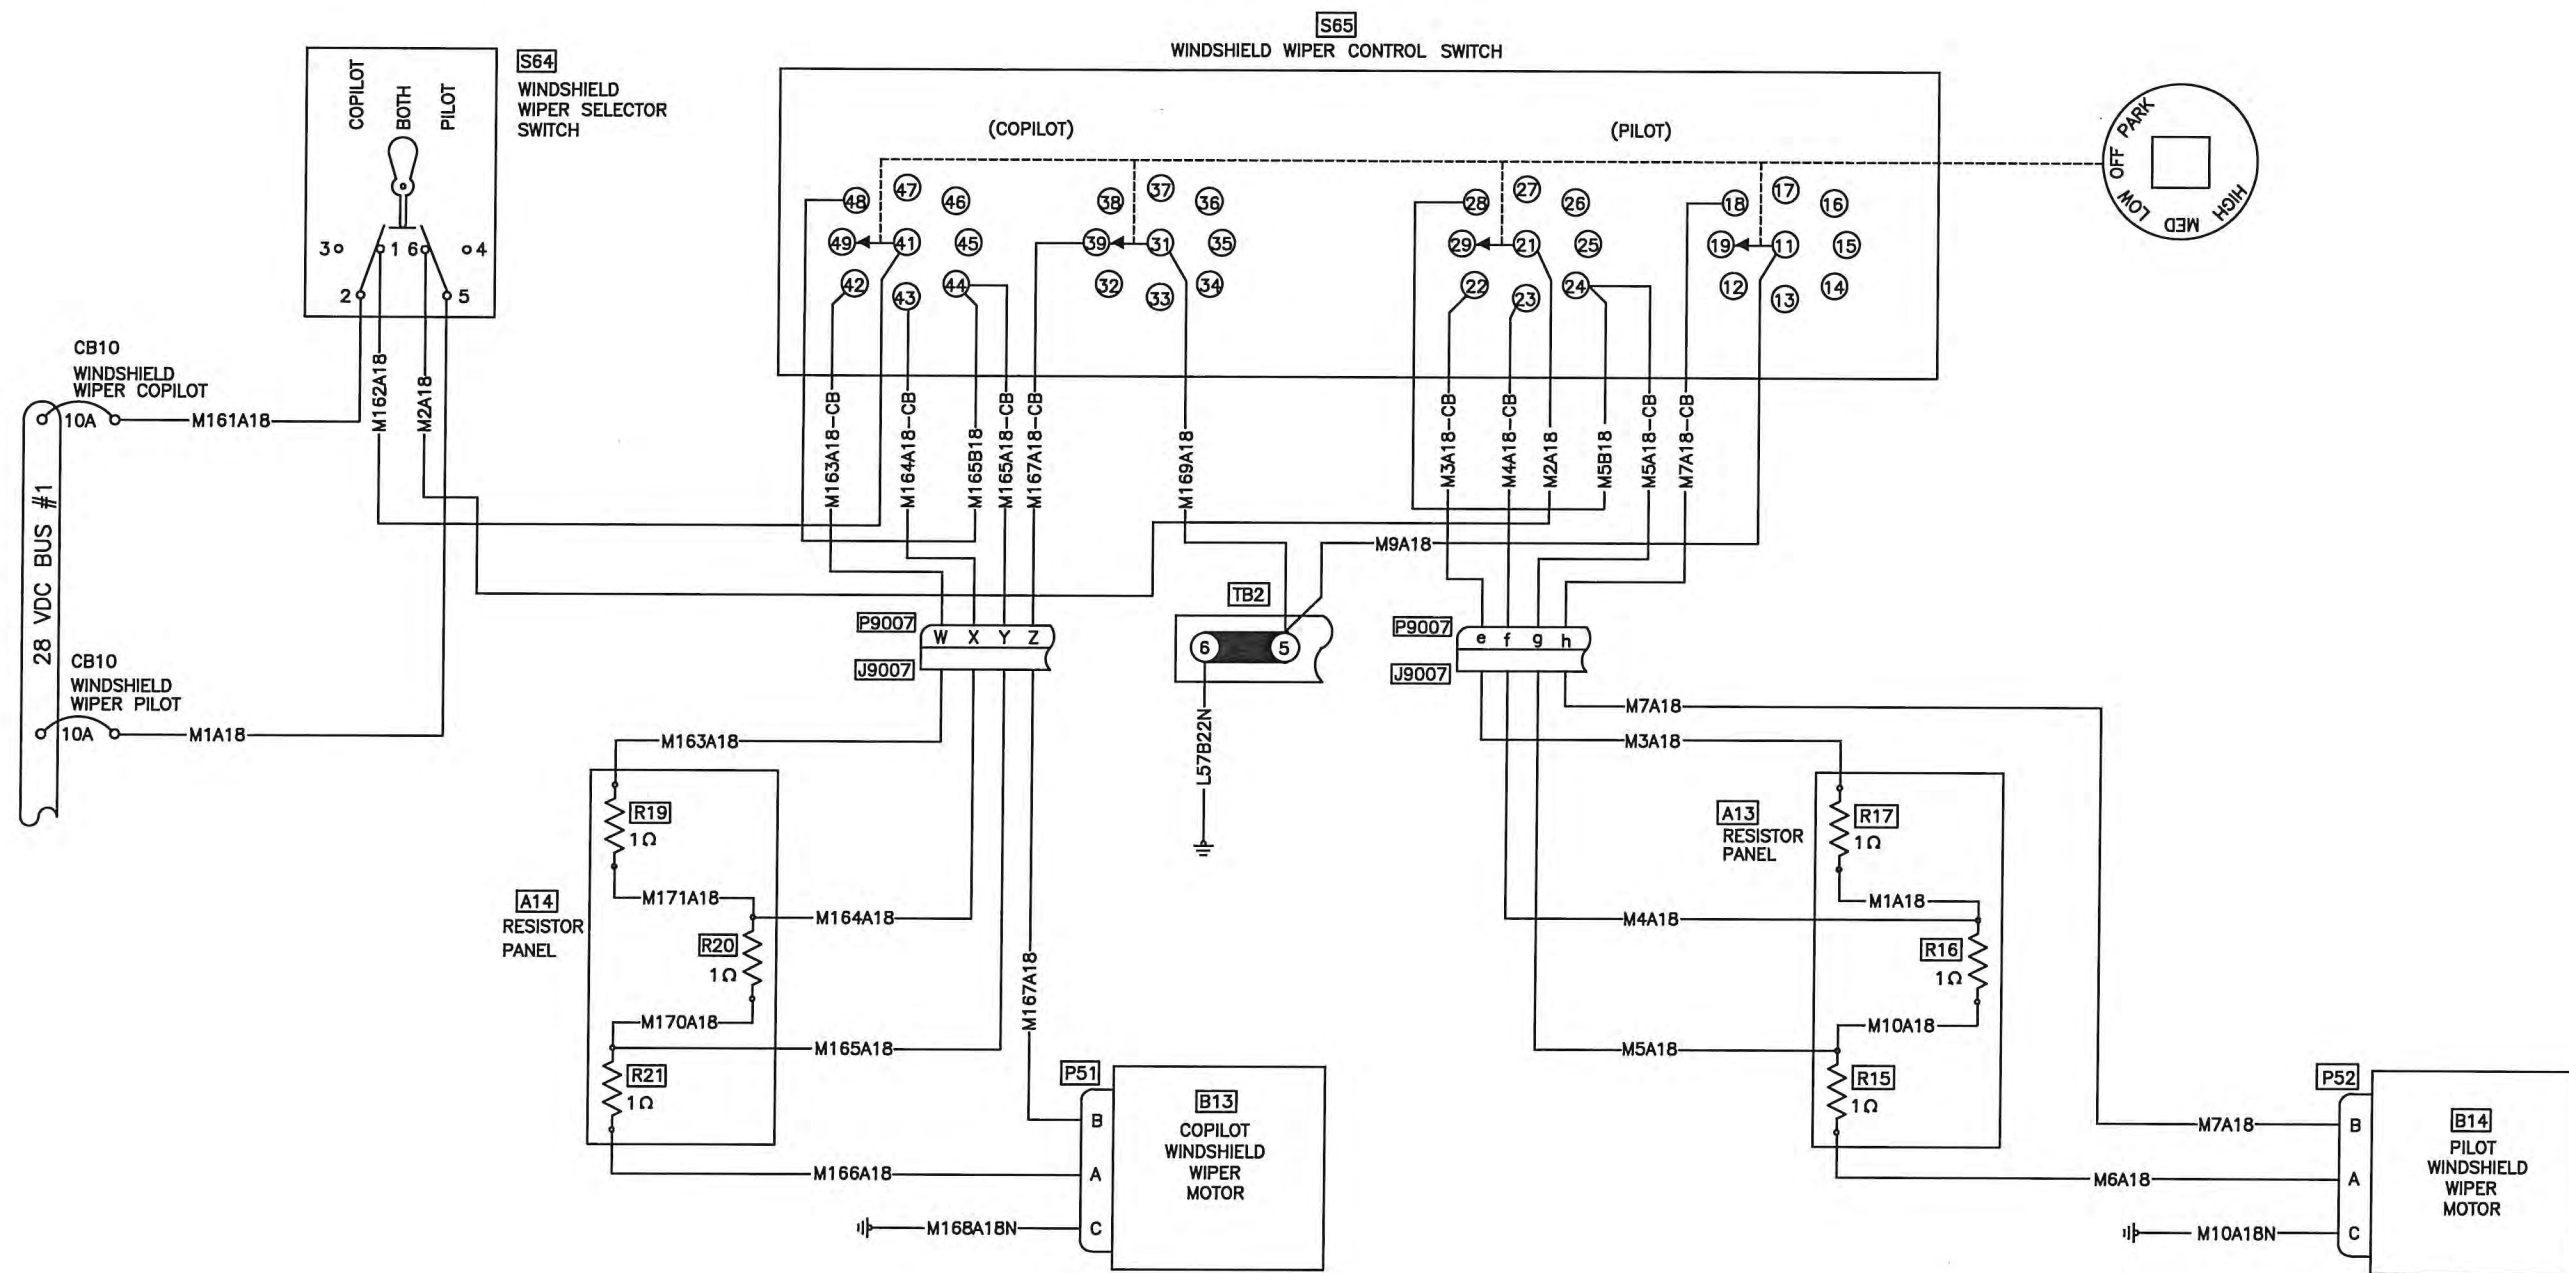 S65
WINDSHIELD WIPER CONTROL SWITCH
S64
WINDSHIELD
WIPER SELECTOR
SWITCH
COPILOT
BOTH
PILOT
3
1
6
4
2
5
(COPILOT)
(PILOT)
PARK
OFF
LOW
MED
HIGH
48
47
46
49
41
45
42
43
44
38
37
36
39
31
35
32
33
34
28
27
26
29
21
25
22
23
24
18
17
16
19
11
15
12
13
14
CB10
WINDSHIELD
WIPER COPILOT
10A
M161A18
M162A18
M2A18
M163A18-CB
M164A18-CB
M165B18
M165A18-CB
M167A18-CB
M169A18
M3A18-CB
M4A18-CB
M2A18
M5B18
M5A18-CB
M7A18-CB
M9A18
28 VDC BUS #1
CB10
WINDSHIELD
WIPER PILOT
10A
M1A18
P9007
W X Y Z
J9007
TB2
6
5
L57B22N
P9007
e f g h
J9007
M7A18
M3A18
M163A18
R19
1Ω
M171A18
A14
RESISTOR
PANEL
M164A18
R20
1Ω
M170A18
M165A18
R21
1Ω
M167A18
M166A18
M168A18N
P51
B
A
C
B13
COPILOT
WINDSHIELD
WIPER
MOTOR
A13
RESISTOR
PANEL
R17
1Ω
M1A18
M4A18
R16
1Ω
M10A18
M5A18
R15
1Ω
M7A18
M6A18
M10A18N
P52
B
A
C
B14
PILOT
WINDSHIELD
WIPER
MOTOR